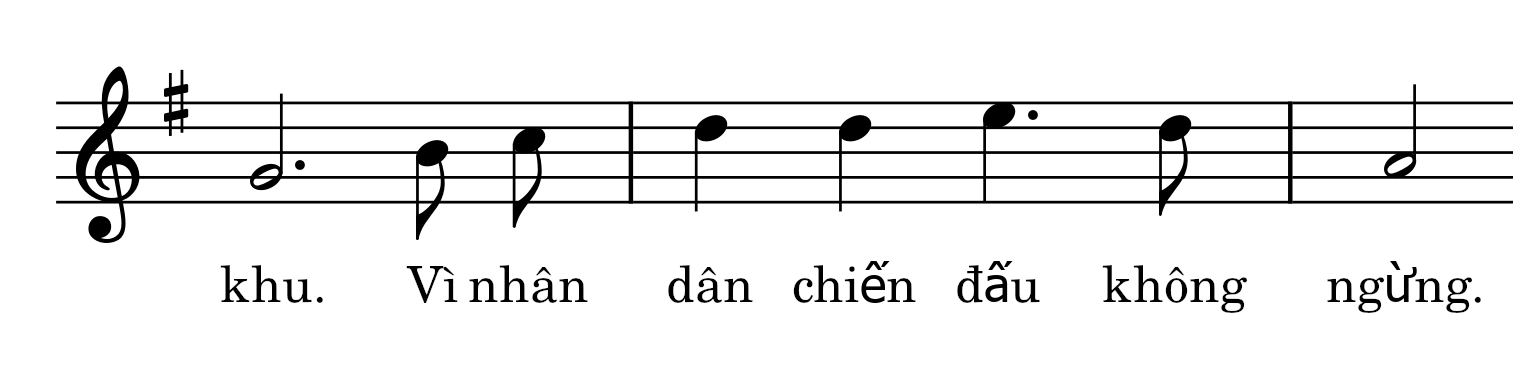 khu. Vì nhân dân chiến đấu không ngừng.